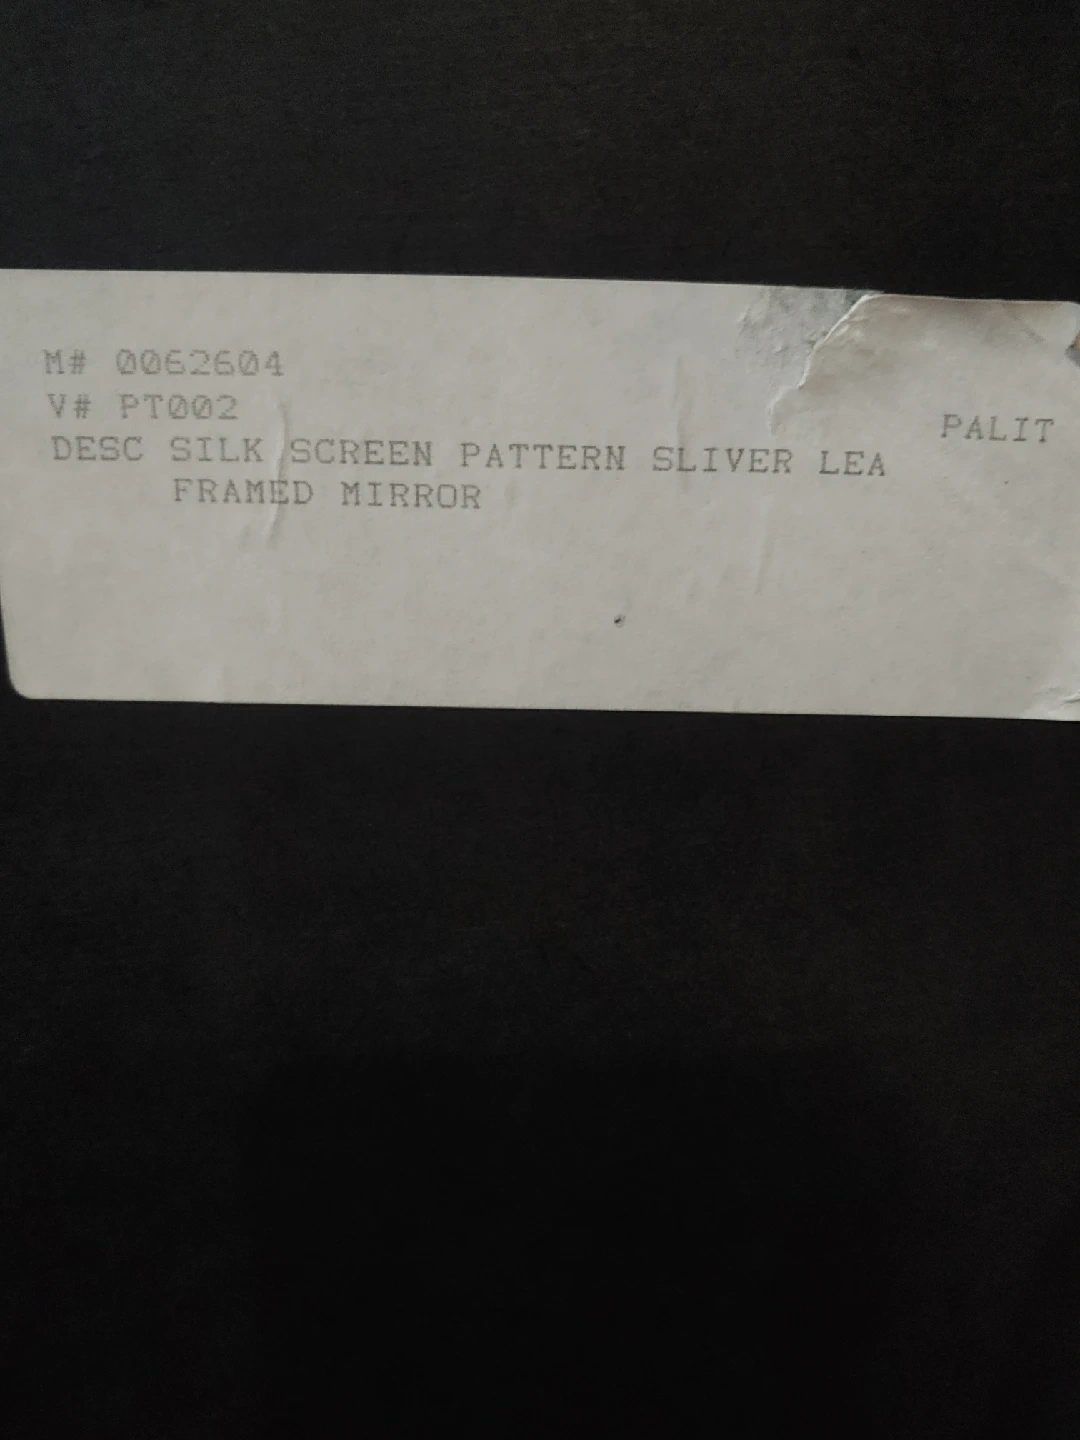 M# 0062604
V# PT002
PALIT
DESC SILK SCREEN PATTERN SLIVER LEA
FRAMED MIRROR